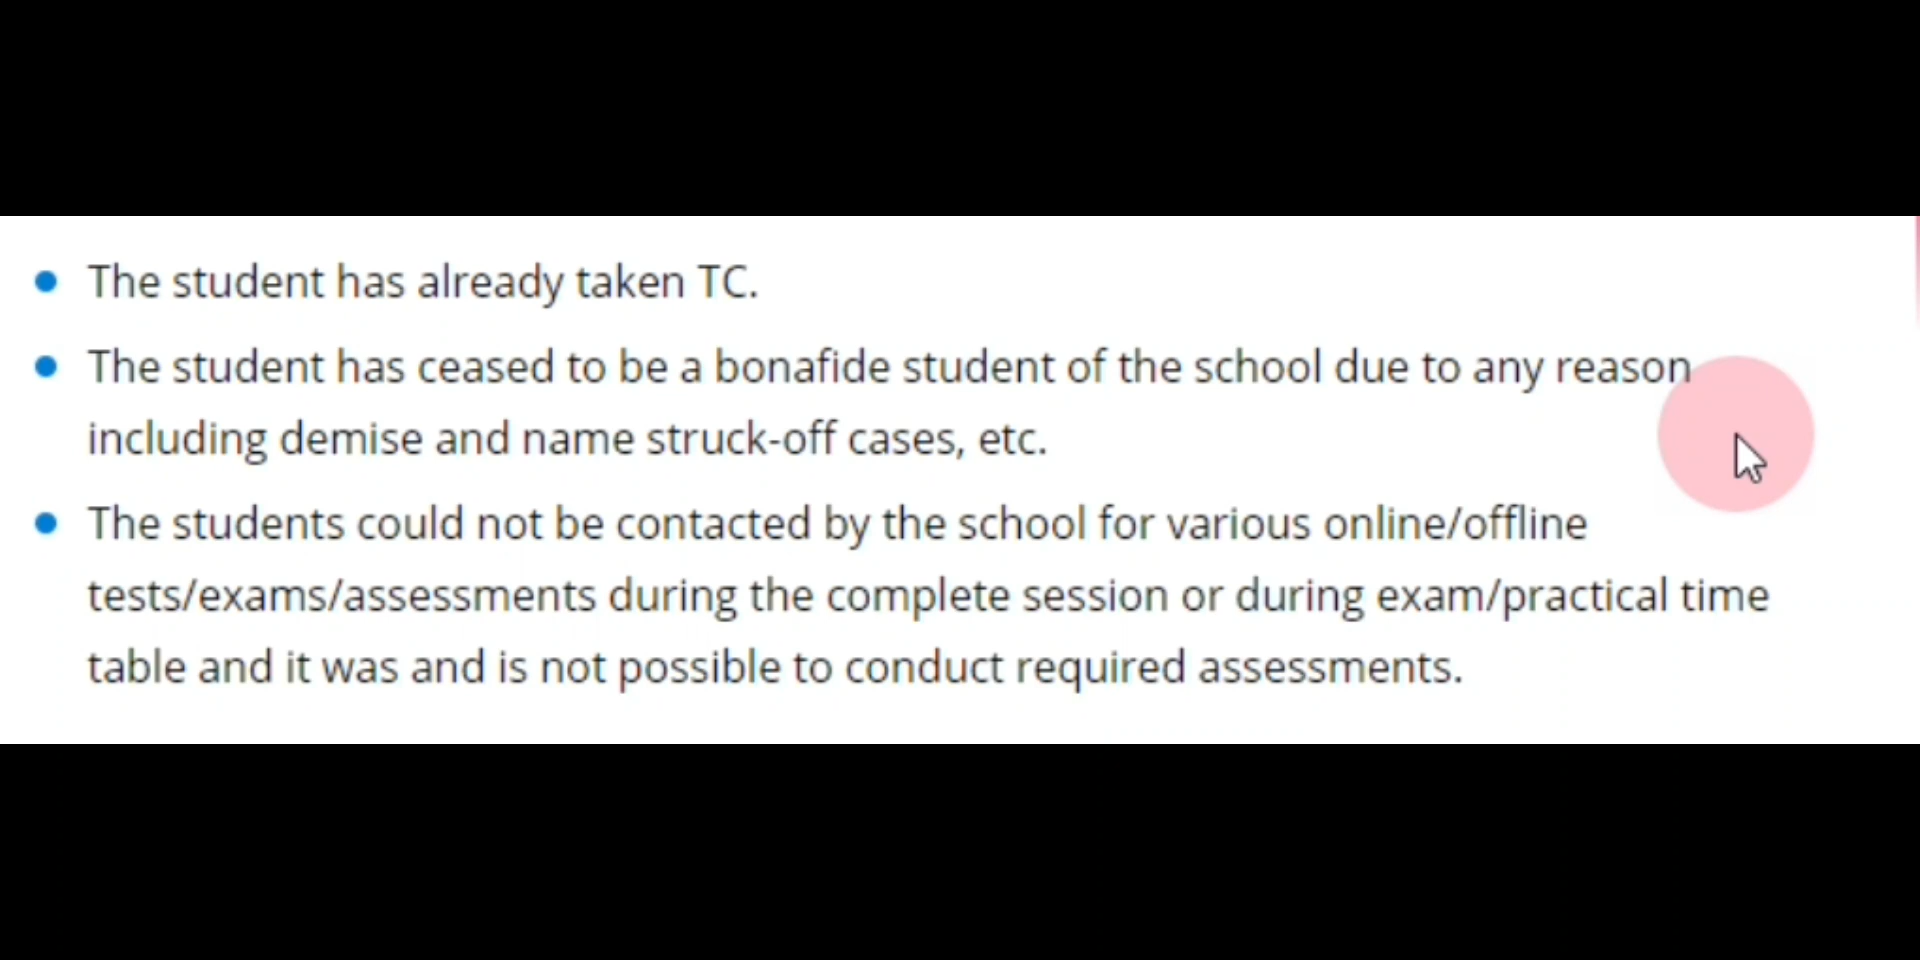 The student has already taken TC.
The student has ceased to be a bonafide student of the school due to any reason
including demise and name struck-off cases, etc.
The students could not be contacted by the school for various online/offline
tests/exams/assessments during the complete session or during exam/practical time
table and it was and is not possible to conduct required assessments.